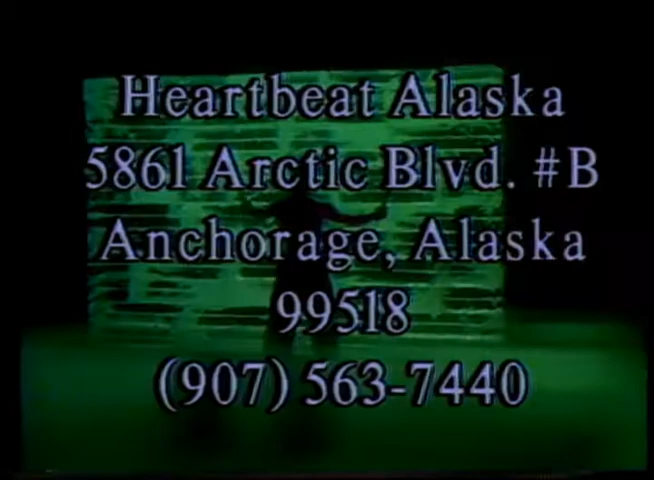 Heartbeat Alaska
5861 Arctic Blvd. #B
Anchorage, Alaska
99518
(907) 563-7440